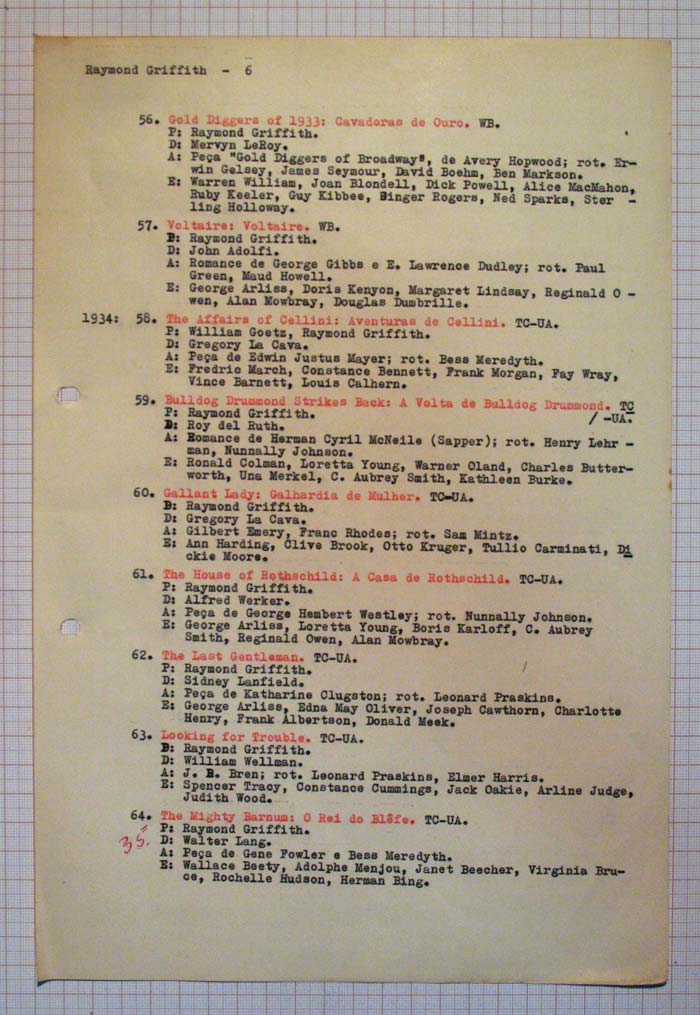 Raymond Griffith - 6
56. Gold Diggers of 1933: Cavadoras de Ouro. WB.
P: Raymond Griffith.
D: Mervyn LeRoy.
A: Peça "Gold Diggers of Broadway", de Avery Hopwood; rot. Er-
win Gelsey, James Seymour, David Boehm, Ben Markson.
E: Warren William, Joan Blondell, Dick Powell, Alice MacMahon,
Ruby Keeler, Guy Kibbee, Binger Rogers, Ned Sparks, Ster -
ling Holloway.
57. Voltaire: Voltaire. WB.
P: Raymond Griffith.
D: John Adolfi.
A: Romance de George Gibbs e E. Lawrence Dudley; rot. Paul
Green, Maud Howell.
E: George Arliss, Doris Kenyon, Margaret Lindsay, Reginald O -
wen, Alan Mowbray, Douglas Dumbrille.
1934: 58. The Affairs of Cellini: Aventuras de Cellini. TC-UA.
P: William Goetz, Raymond Griffith.
D: Gregory La Cava.
A: Peça de Edwin Justus Mayer; rot. Bess Meredyth.
E: Fredric March, Constance Bennett, Frank Morgan, Fay Wray,
Vince Barnett, Louis Calhern.
59. Bulldog Drummond Strikes Back: A Volta de Bulldog Drummond. TC
/ -UA.
P: Raymond Griffith.
D: Roy del Ruth.
A: Romance de Herman Cyril McNeile (Sapper); rot. Henry Lehr -
man, Nunnally Johnson.
E: Ronald Colman, Loretta Young, Warner Oland, Charles Butter-
worth, Una Merkel, C. Aubrey Smith, Kathleen Burke.
60. Gallant Lady: Galhardia de Mulher. TC-UA.
P: Raymond Griffith.
D: Gregory La Cava.
A: Gilbert Emery, Franc Rhodes; rot. Sam Mintz.
E: Ann Harding, Clive Brook, Otto Kruger, Tullio Carminati, Di
ckie Moore.
61. The House of Rothschild: A Casa de Rothschild. TC-UA.
P: Raymond Griffith.
D: Alfred Werker.
A: Peça de George Hembert Westley; rot. Nunnally Johnson.
E: George Arliss, Loretta Young, Boris Karloff, C. Aubrey
Smith, Reginald Owen, Alan Mowbray.
62. The Last Gentleman. TC-UA.
P: Raymond Griffith.
D: Sidney Lanfield.
A: Peça de Katharine Clugston; rot. Leonard Praskins.
E: George Arliss, Edna May Oliver, Joseph Cawthorn, Charlotte
Henry, Frank Albertson, Donald Meek.
63. Looking for Trouble. TC-UA.
P: Raymond Griffith.
D: William Wellman.
A: J. R. Bren; rot. Leonard Praskins, Elmer Harris.
E: Spencer Tracy, Constance Cummings, Jack Oakie, Arline Judge,
Judith Wood.
64. The Mighty Barnum: O Rei do Blêfe. TC-UA.
P: Raymond Griffith.
35. D: Walter Lang.
A: Peça de Gene Fowler e Bess Meredyth.
E: Wallace Beety, Adolphe Menjou, Janet Beecher, Virginia Bru-
ce, Rochelle Hudson, Herman Bing.